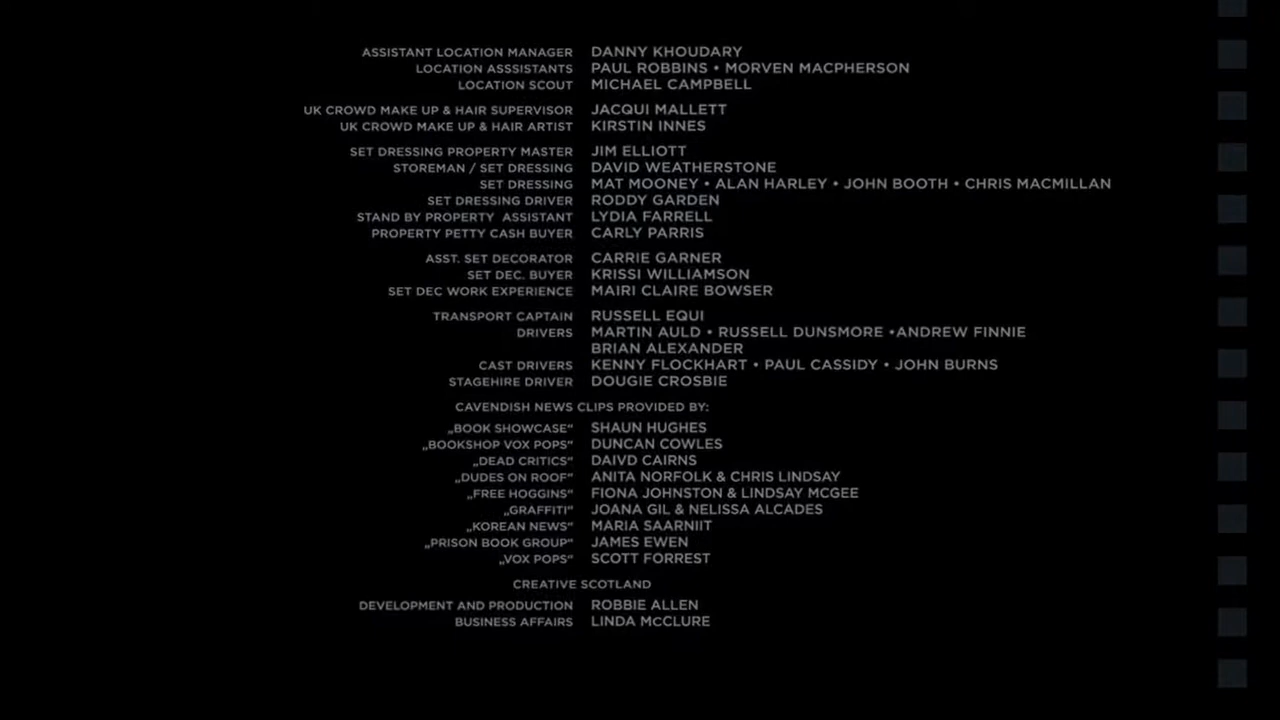 ASSISTANT LOCATION MANAGER DANNY KHOUDARY
LOCATION ASSSISTANTS PAUL ROBBINS • MORVEN MACPHERSON
LOCATION SCOUT MICHAEL CAMPBELL
UK CROWD MAKE UP & HAIR SUPERVISOR JACQUI MALLETT
UK CROWD MAKE UP & HAIR ARTIST KIRSTIN INNES
SET DRESSING PROPERTY MASTER JIM ELLIOTT
STOREMAN / SET DRESSING DAVID WEATHERSTONE
SET DRESSING MAT MOONEY • ALAN HARLEY • JOHN BOOTH • CHRIS MACMILLAN
SET DRESSING DRIVER RODDY GARDEN
STAND BY PROPERTY ASSISTANT LYDIA FARRELL
PROPERTY PETTY CASH BUYER CARLY PARRIS
ASST. SET DECORATOR CARRIE GARNER
SET DEC. BUYER KRISSI WILLIAMSON
SET DEC WORK EXPERIENCE MAIRI CLAIRE BOWSER
TRANSPORT CAPTAIN RUSSELL EQUI
DRIVERS MARTIN AULD • RUSSELL DUNSMORE •ANDREW FINNIE
BRIAN ALEXANDER
CAST DRIVERS KENNY FLOCKHART • PAUL CASSIDY • JOHN BURNS
STAGEHIRE DRIVER DOUGIE CROSBIE
CAVENDISH NEWS CLIPS PROVIDED BY:
„BOOK SHOWCASE“ SHAUN HUGHES
„BOOKSHOP VOX POPS“ DUNCAN COWLES
„DEAD CRITICS“ DAIVD CAIRNS
„DUDES ON ROOF“ ANITA NORFOLK & CHRIS LINDSAY
„FREE HOGGINS“ FIONA JOHNSTON & LINDSAY MCGEE
„GRAFFITI“ JOANA GIL & NELISSA ALCADES
„KOREAN NEWS“ MARIA SAARNIIT
„PRISON BOOK GROUP“ JAMES EWEN
„VOX POPS“ SCOTT FORREST
CREATIVE SCOTLAND
DEVELOPMENT AND PRODUCTION ROBBIE ALLEN
BUSINESS AFFAIRS LINDA McCLURE